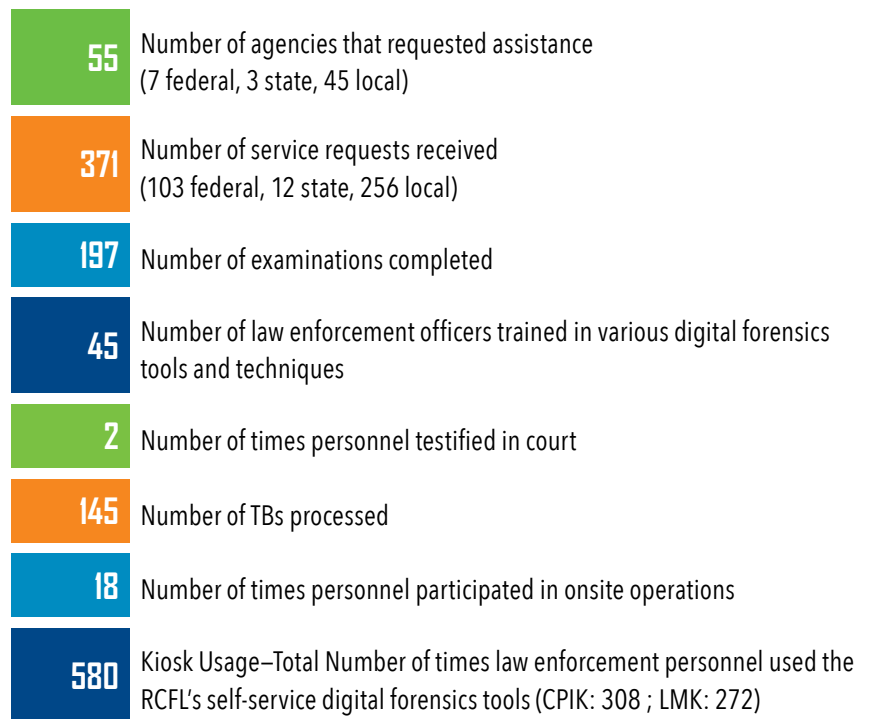 55
Number of agencies that requested assistance
(7 federal, 3 state, 45 local)
371
Number of service requests received
(103 federal, 12 state, 256 local)
197
Number of examinations completed
45
Number of law enforcement officers trained in various digital forensics
tools and techniques
2
Number of times personnel testified in court
145
Number of TBs processed
18
Number of times personnel participated in onsite operations
580
Kiosk Usage—Total Number of times law enforcement personnel used the
RCFL's self-service digital forensics tools (CPIK: 308 ; LMK: 272)